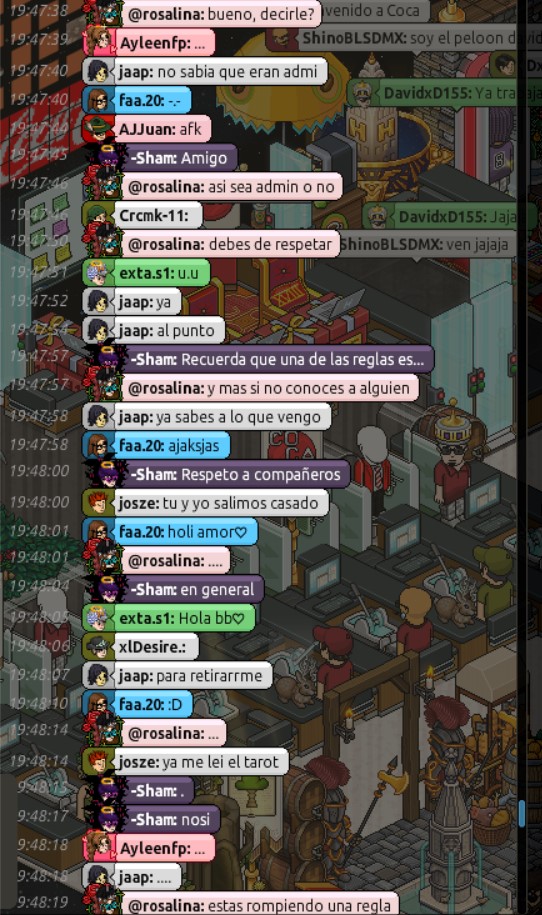 19:47:38 @rosalina: bueno, decirle? venido a Coca
19:47:39 Ayleenfp: ... ShinoBLSDMX: soy el peloon david
19:47:40 jaap: no sabia que eran admi
19:47:40 faa.20: -.- DavidxD155: Ya trabaja
AJJuan: afk
19:47:45 -Sham: Amigo
19:47:46 @rosalina: asi sea admin o no
19:47:46 Crcmk-11: DavidxD155: Jaja
19:47:50 @rosalina: debes de respetar ShinoBLSDMX: ven jajaja
19:47:51 exta.s1: u.u
19:47:52 jaap: ya
19:47:54 jaap: al punto
19:47:57 -Sham: Recuerda que una de las reglas es...
19:47:57 @rosalina: y mas si no conoces a alguien
19:47:58 jaap: ya sabes a lo que vengo
19:47:58 faa.20: ajaksjas
19:48:00 -Sham: Respeto a compañeros
19:48:00 josze: tu y yo salimos casado
19:48:01 faa.20: holi amor♡
19:48:01 @rosalina: ....
19:48:04 -Sham: en general
19:48:05 exta.s1: Hola bb♡
19:48:06 xlDesire.:
19:48:07 jaap: para retirarrme
19:48:10 faa.20: :D
19:48:14 @rosalina: ...
19:48:14 josze: ya me lei el tarot
9:48:15 -Sham: .
9:48:17 -Sham: nosi
9:48:18 Ayleenfp: ...
9:48:18 jaap: ....
9:48:19 @rosalina: estas rompiendo una regla